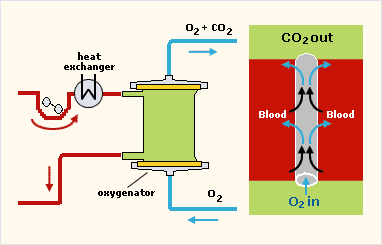 O2 + CO2
CO2 out
heat
exchanger
Blood
Blood
oxygenator
O2
O2 in